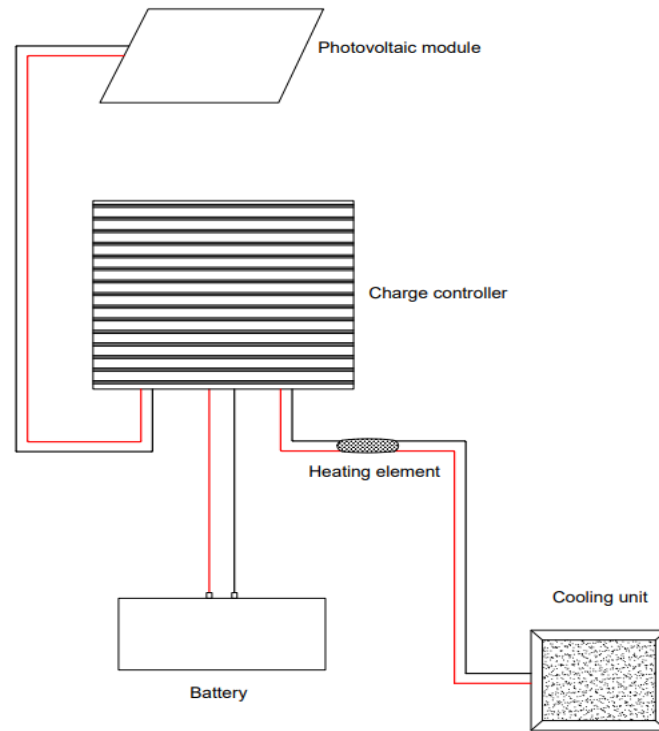 Photovoltaic module
Charge controller
Heating element
Cooling unit
Battery